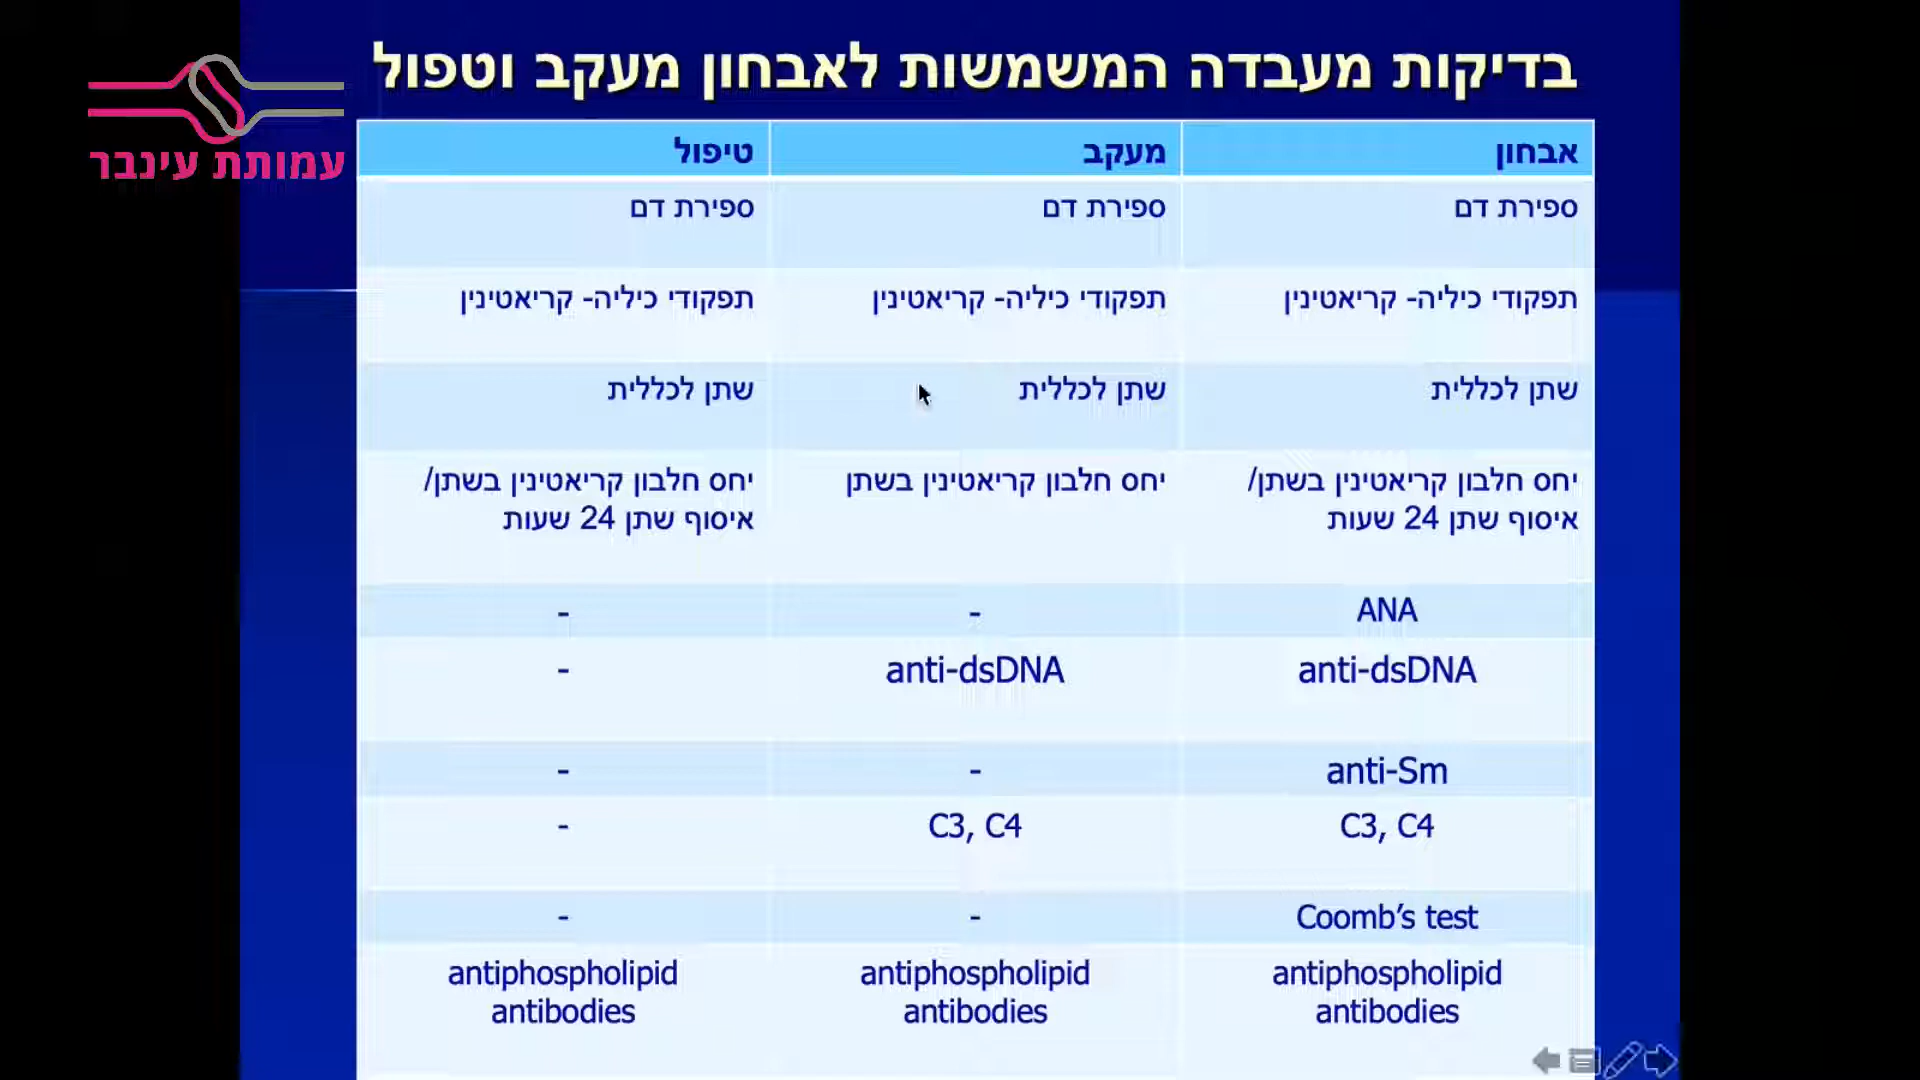 בדיקות מעבדה המשמשות לאבחון מעקב וטפול
עמותת עינבר
אבחון מעקב טיפול
ספירת דם ספירת דם ספירת דם
תפקודי כיליה- קריאטינין תפקודי כיליה- קריאטינין תפקודי כיליה- קריאטינין
שתן לכללית שתן לכללית שתן לכללית
יחס חלבון קריאטינין בשתן/ יחס חלבון קריאטינין בשתן יחס חלבון קריאטינין בשתן/
איסוף שתן 24 שעות איסוף שתן 24 שעות
ANA - -
anti-dsDNA anti-dsDNA -
anti-Sm - -
C3, C4 C3, C4 -
Coomb’s test - -
antiphospholipid antiphospholipid antiphospholipid
antibodies antibodies antibodies